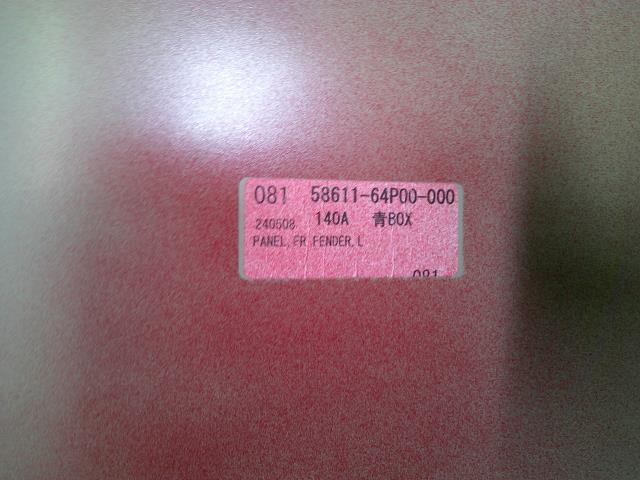 081 58611-64P00-000
240508 140A 青BOX
PANEL,FR FENDER,L
081